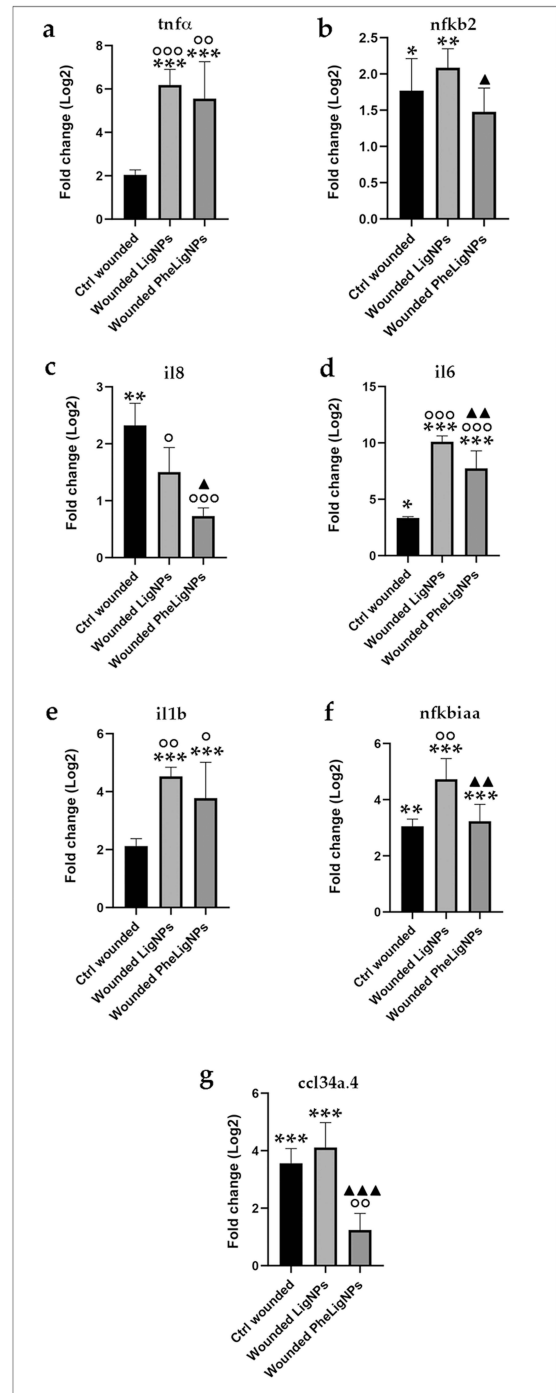 a
tnfα
Fold change (Log2)
8
6
4
2
0
***
°°°
***
°°
Ctrl wounded
Wounded LigNPs
Wounded PheLigNPs
b
nfkb2
Fold change (Log2)
2.5
2.0
1.5
1.0
0.5
0.0
*
**
▲
Ctrl wounded
Wounded LigNPs
Wounded PheLigNPs
c
il8
Fold change (Log2)
3
2
1
0
**
○
▲
○○○
Ctrl wounded
Wounded LigNPs
Wounded PheLigNPs
d
il6
Fold change (Log2)
15
10
5
0
*
○○○
***
▲▲
○○○
***
Ctrl wounded
Wounded LigNPs
Wounded PheLigNPs
e
il1b
Fold change (Log2)
6
4
2
0
○○
***
○
***
Ctrl wounded
Wounded LigNPs
Wounded PheLigNPs
f
nfkbiaa
Fold change (Log2)
6
4
2
0
**
○○
***
▲▲
***
Ctrl wounded
Wounded LigNPs
Wounded PheLigNPs
g
ccl34a.4
Fold change (Log2)
6
4
2
0
***
***
▲▲▲
○○
Ctrl wounded
Wounded LigNPs
Wounded PheLigNPs